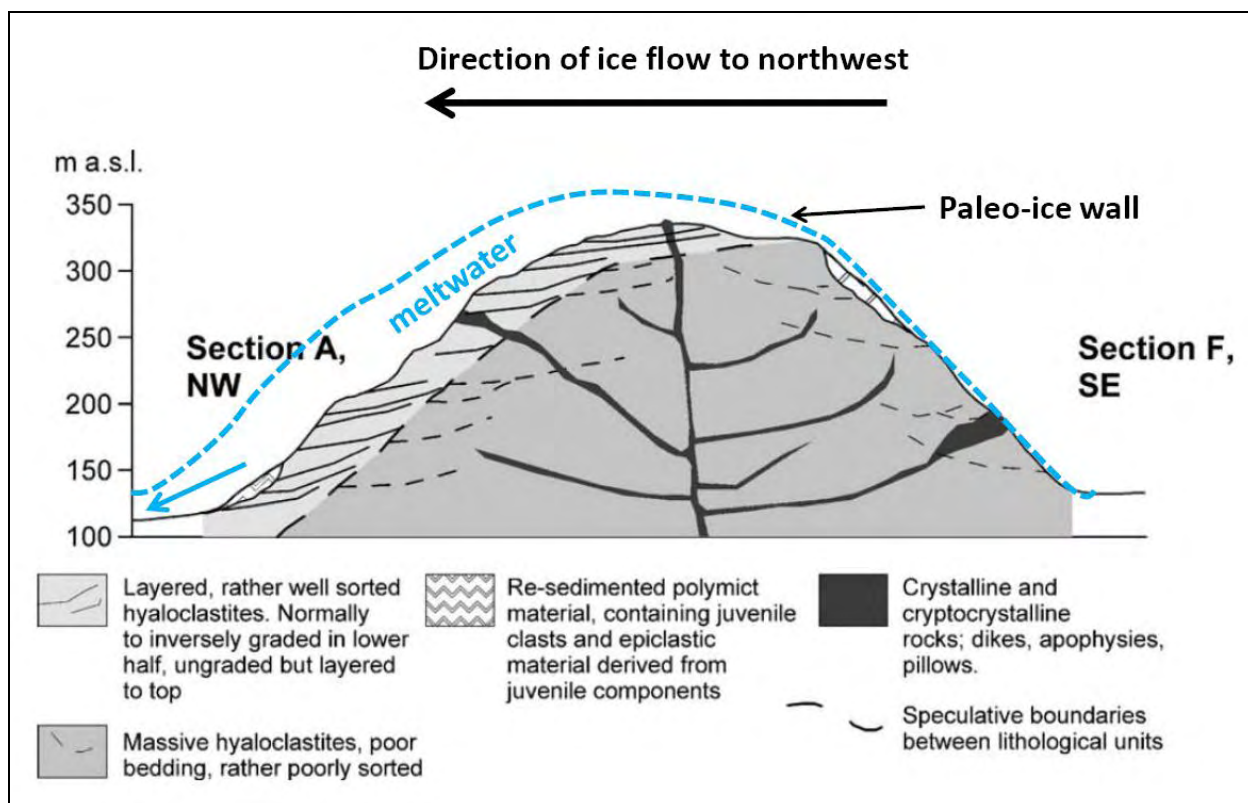 Direction of ice flow to northwest
m a.s.l.
350
Paleo-ice wall
300
meltwater
250
Section A,
NW
Section F,
SE
200
150
100
Layered, rather well sorted
hyaloclastites. Normally
to inversely graded in lower
half, ungraded but layered
to top
Massive hyaloclastites, poor
bedding, rather poorly sorted
Re-sedimented polymict
material, containing juvenile
clasts and epiclastic
material derived from
juvenile components
Crystalline and
cryptocrystalline
rocks; dikes, apophysies,
pillows.
Speculative boundaries
between lithological units